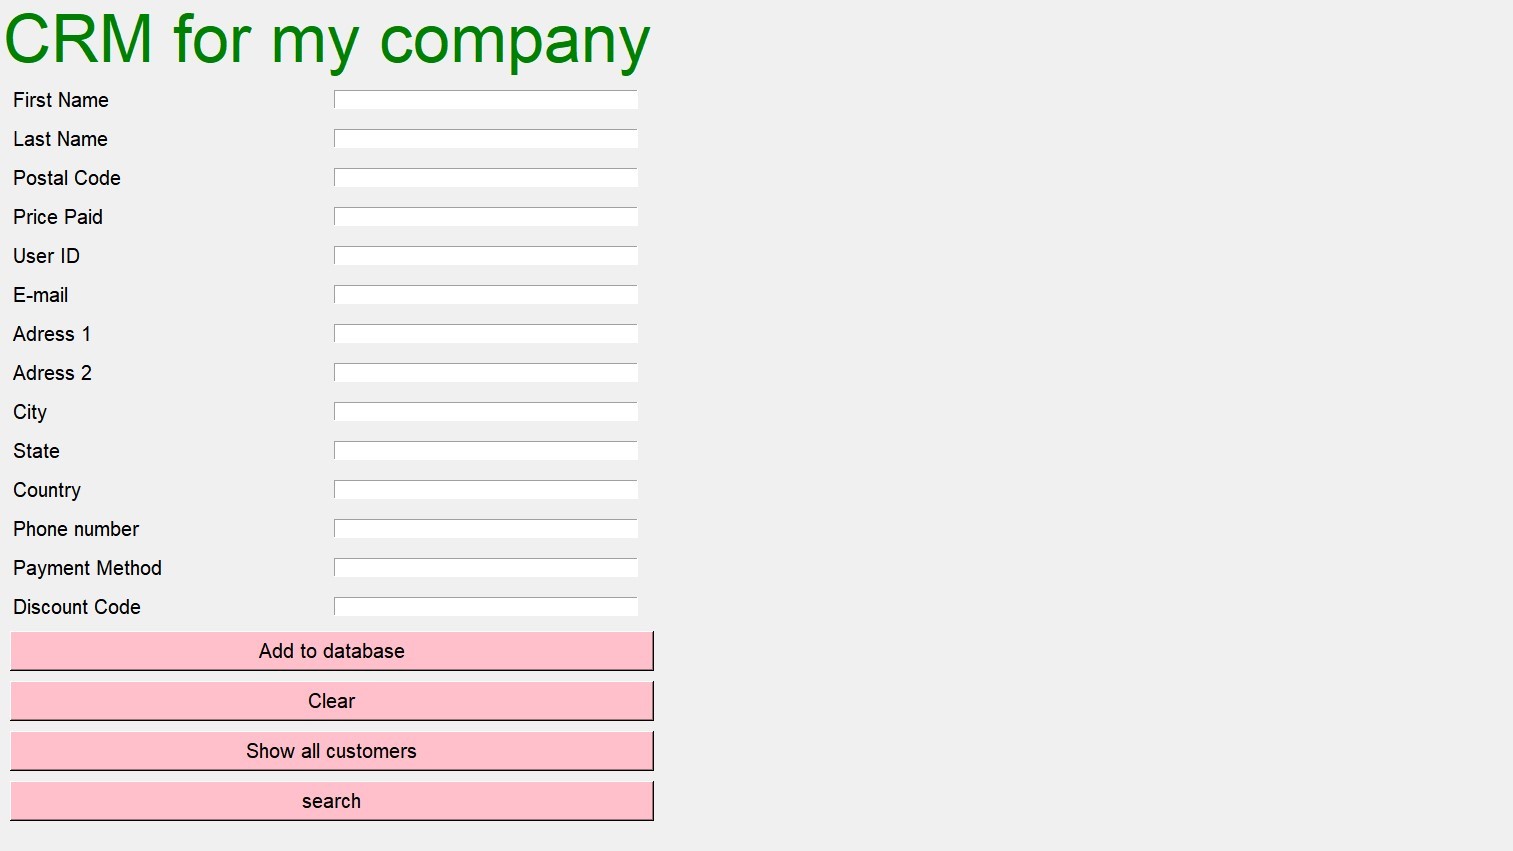 CRM for my company
First Name
Last Name
Postal Code
Price Paid
User ID
E-mail
Adress 1
Adress 2
City
State
Country
Phone number
Payment Method
Discount Code
Add to database
Clear
Show all customers
search